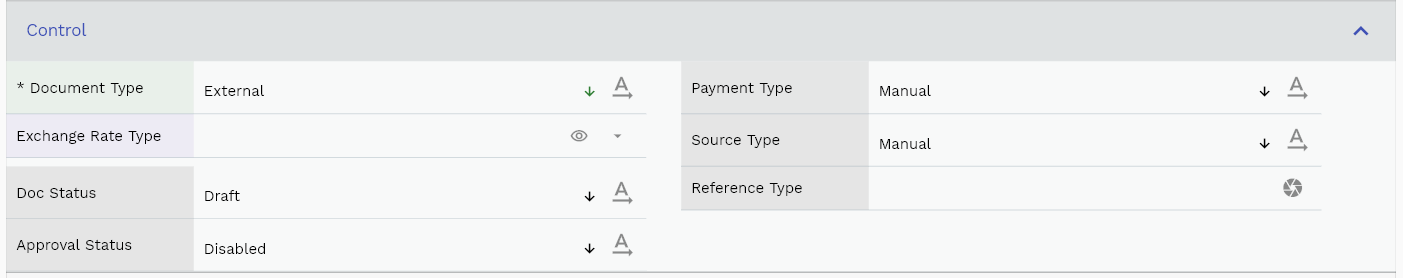 Control
* Document Type
External
Payment Type
Manual
Exchange Rate Type
Source Type
Manual
Doc Status
Draft
Reference Type
Approval Status
Disabled